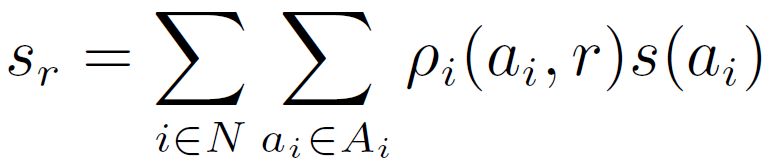 $s_r = \sum_{i \in N} \sum_{a_i \in A_i} \rho_i(a_i, r) s(a_i)$